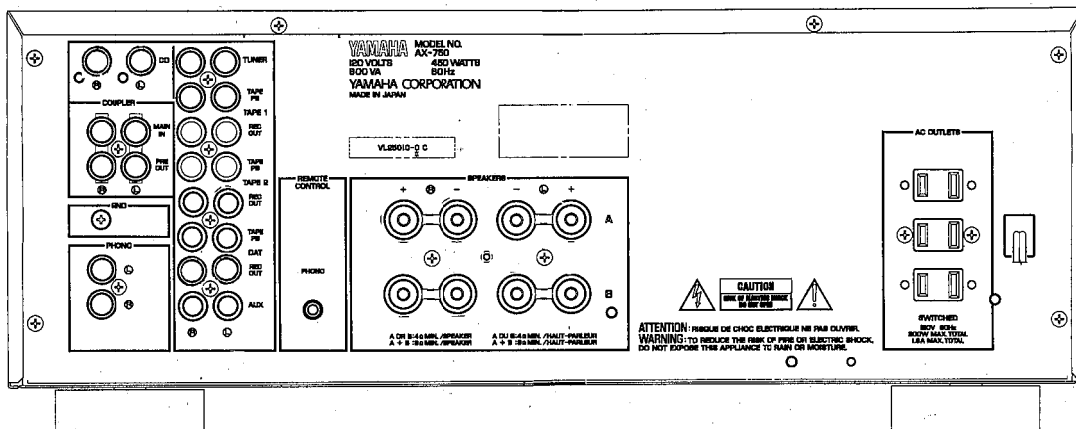 YAMAHA MODEL NO.
AX-750
120 VOLTS 450 WATTS
600 VA 60Hz
YAMAHA CORPORATION
MADE IN JAPAN
CD
R L
COUPLER
MAIN IN
PRE OUT
R L
GND
PHONO
L
R
TUNER
TAPE PB
TAPE 1
REC OUT
TAPE PB
TAPE 2
REC OUT
TAPE PB
DAT
REC OUT
AUX
R L
REMOTE
CONTROL
PHONO
SPEAKERS
+ R - - L +
A
B
A OR B:4Ω MIN./SPEAKER
A + B :8Ω MIN./SPEAKER
A OU B:4Ω MIN./HAUT-PARLEUR
A + B :8Ω MIN./HAUT-PARLEUR
CAUTION
RISK OF ELECTRIC SHOCK
DO NOT OPEN
ATTENTION: RISQUE DE CHOC ELECTRIQUE NE PAS OUVRIR.
WARNING: TO REDUCE THE RISK OF FIRE OR ELECTRIC SHOCK,
DO NOT EXPOSE THIS APPLIANCE TO RAIN OR MOISTURE.
AC OUTLETS
SWITCHED
120V 60Hz
200W MAX. TOTAL
1.6A MAX. TOTAL